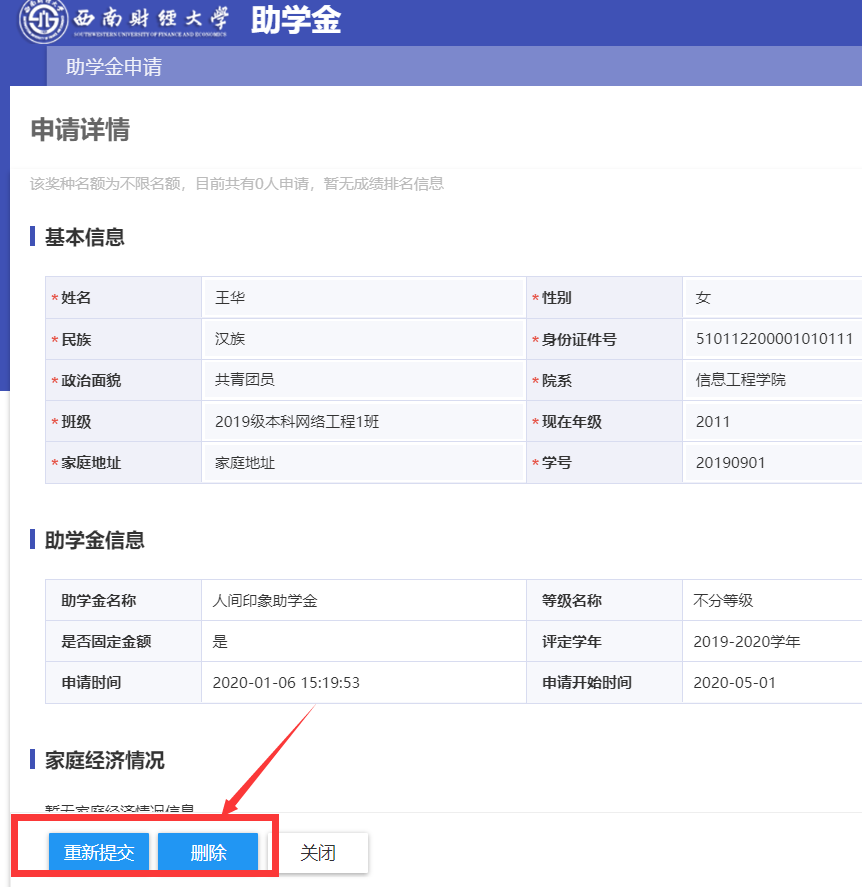 西南财经大学 助学金
SOUTHWESTERN UNIVERSITY OF FINANCE AND ECONOMICS
助学金申请
申请详情
该奖种名额为不限名额，目前共有0人申请，暂无成绩排名信息
基本信息
*姓名 王华 *性别 女
*民族 汉族 *身份证件号 510112200001010111
*政治面貌 共青团员 *院系 信息工程学院
*班级 2019级本科网络工程1班 *现在年级 2011
*家庭地址 家庭地址 *学号 20190901
助学金信息
助学金名称 人间印象助学金 等级名称 不分等级
是否固定金额 是 评定学年 2019-2020学年
申请时间 2020-01-06 15:19:53 申请开始时间 2020-05-01
家庭经济情况
暂无家庭经济情况信息
重新提交 删除 关闭